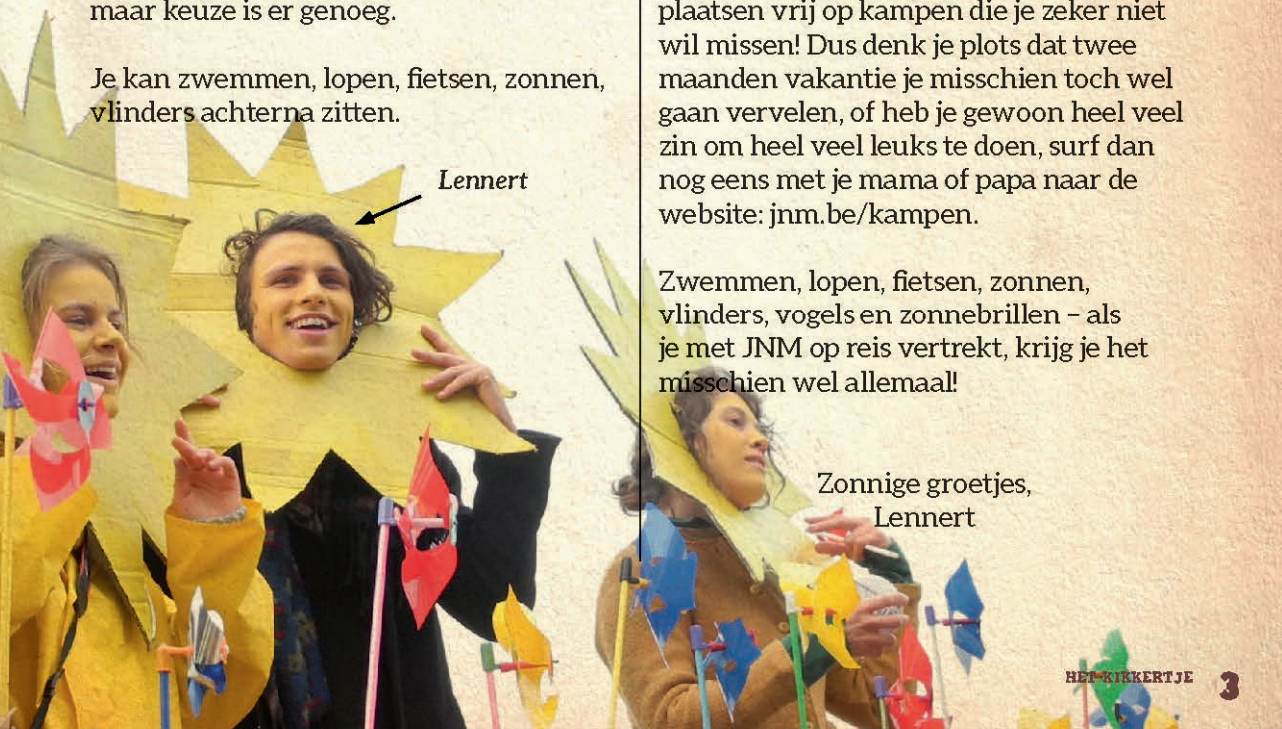 maar keuze is er genoeg.
Je kan zwemmen, lopen, fietsen, zonnen,
vlinders achterna zitten.
Lennert
plaatsen vrij op kampen die je zeker niet
wil missen! Dus denk je plots dat twee
maanden vakantie je misschien toch wel
gaan vervelen, of heb je gewoon heel veel
zin om heel veel leuks te doen, surf dan
nog eens met je mama of papa naar de
website: jnm.be/kampen.
Zwemmen, lopen, fietsen, zonnen,
vlinders, vogels en zonnebrillen – als
je met JNM op reis vertrekt, krijg je het
misschien wel allemaal!
Zonnige groetjes,
Lennert
HET KIKKERTJE 3